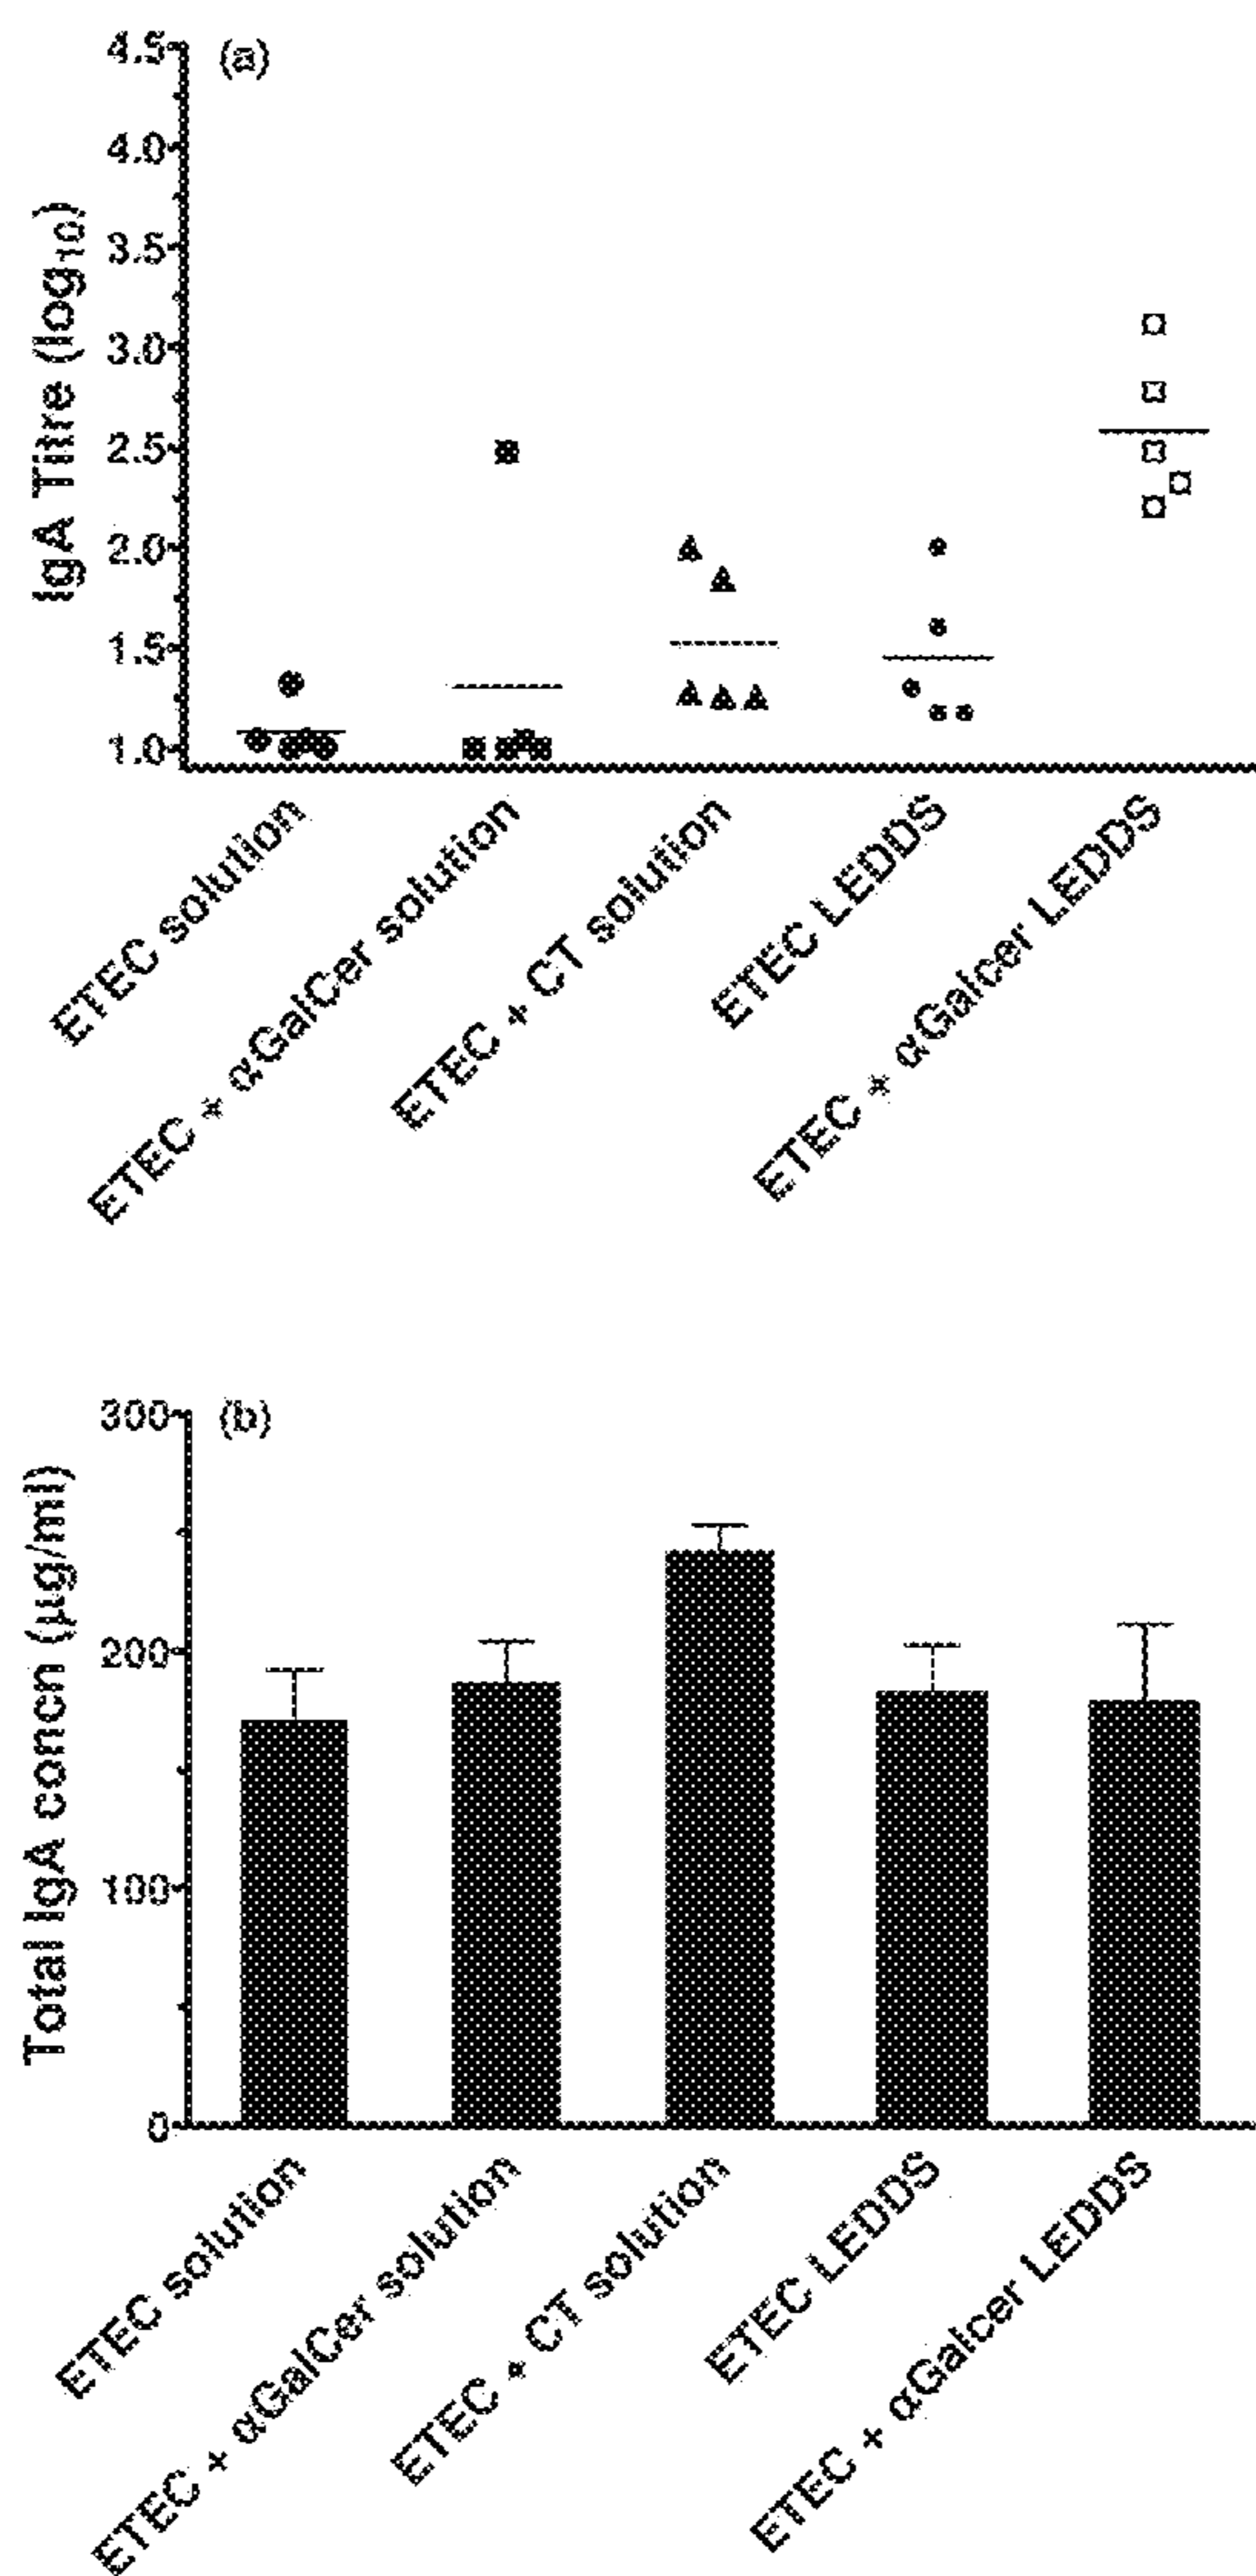 (a)
4.5
4.0
3.5
3.0
2.5
2.0
1.5
1.0
IgA Titre (log10)
ETEC solution
ETEC + αGalCer solution
ETEC + CT solution
ETEC LEDDS
ETEC + αGalcer LEDDS
(b)
300
200
100
0
Total IgA concn (µg/ml)
ETEC solution
ETEC + αGalCer solution
ETEC + CT solution
ETEC LEDDS
ETEC + αGalcer LEDDS